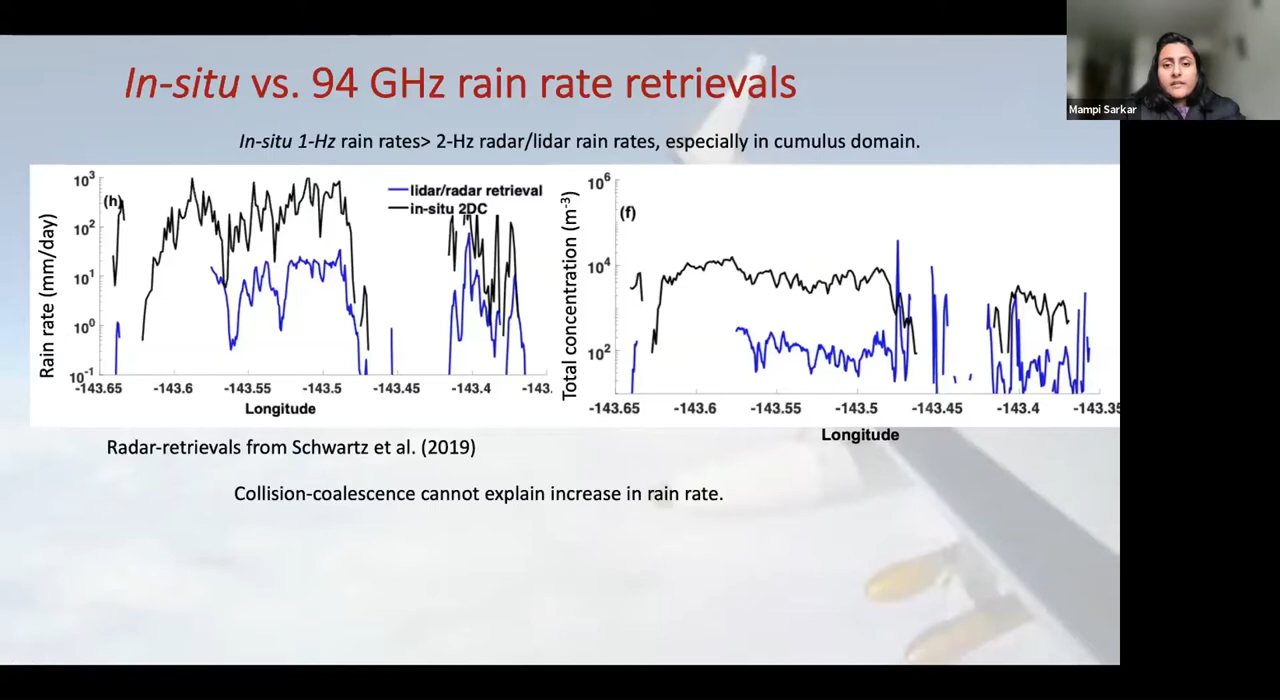 In-situ vs. 94 GHz rain rate retrievals
Mampi Sarkar
In-situ 1-Hz rain rates> 2-Hz radar/lidar rain rates, especially in cumulus domain.
Rain rate (mm/day)
10³
10²
10¹
10⁰
10⁻¹
(h)
lidar/radar retrieval
in-situ 2DC
-143.65 -143.6 -143.55 -143.5 -143.45 -143.4 -143.
Longitude
Total concentration (m⁻³)
10⁶
10⁴
10²
(f)
-143.65 -143.6 -143.55 -143.5 -143.45 -143.4 -143.35
Longitude
Radar-retrievals from Schwartz et al. (2019)
Collision-coalescence cannot explain increase in rain rate.